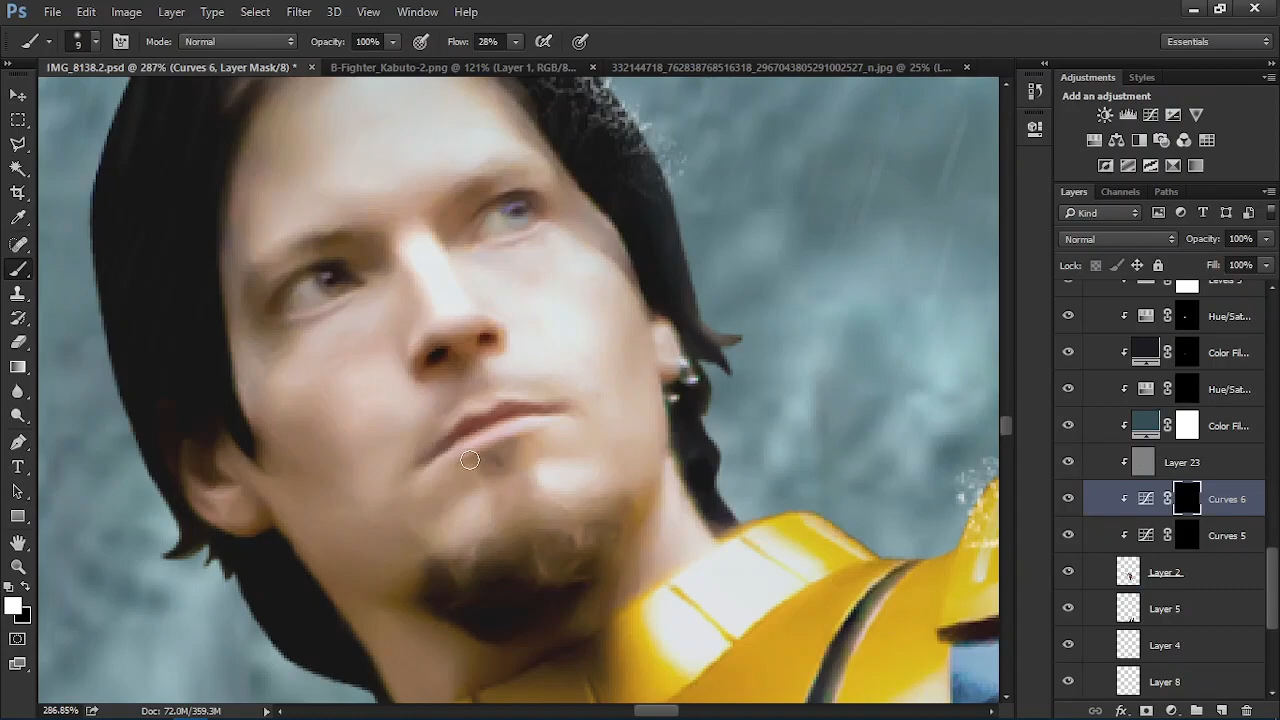 Ps File Edit Image Layer Type Select Filter 3D View Window Help
9 Mode: Normal Opacity: 100% Flow: 28% Essentials
IMG_8138.2.psd @ 287% (Curves 6, Layer Mask/8) * × B-Fighter_Kabuto-2.png @ 121% (Layer 1, RGB/8... × 332144718_762838768516318_2967043805291002527_n.jpg @ 25% (L... ×
Adjustments Styles
Add an adjustment
Layers Channels Paths
Kind
Normal Opacity: 100%
Lock: Fill: 100%
Levels 3
Hue/Sat...
Color Fil...
Hue/Sat...
Color Fil...
Layer 23
Curves 6
Curves 5
Layer 2
Layer 5
Layer 4
Layer 8
286.85% Doc: 72.0M/359.3M